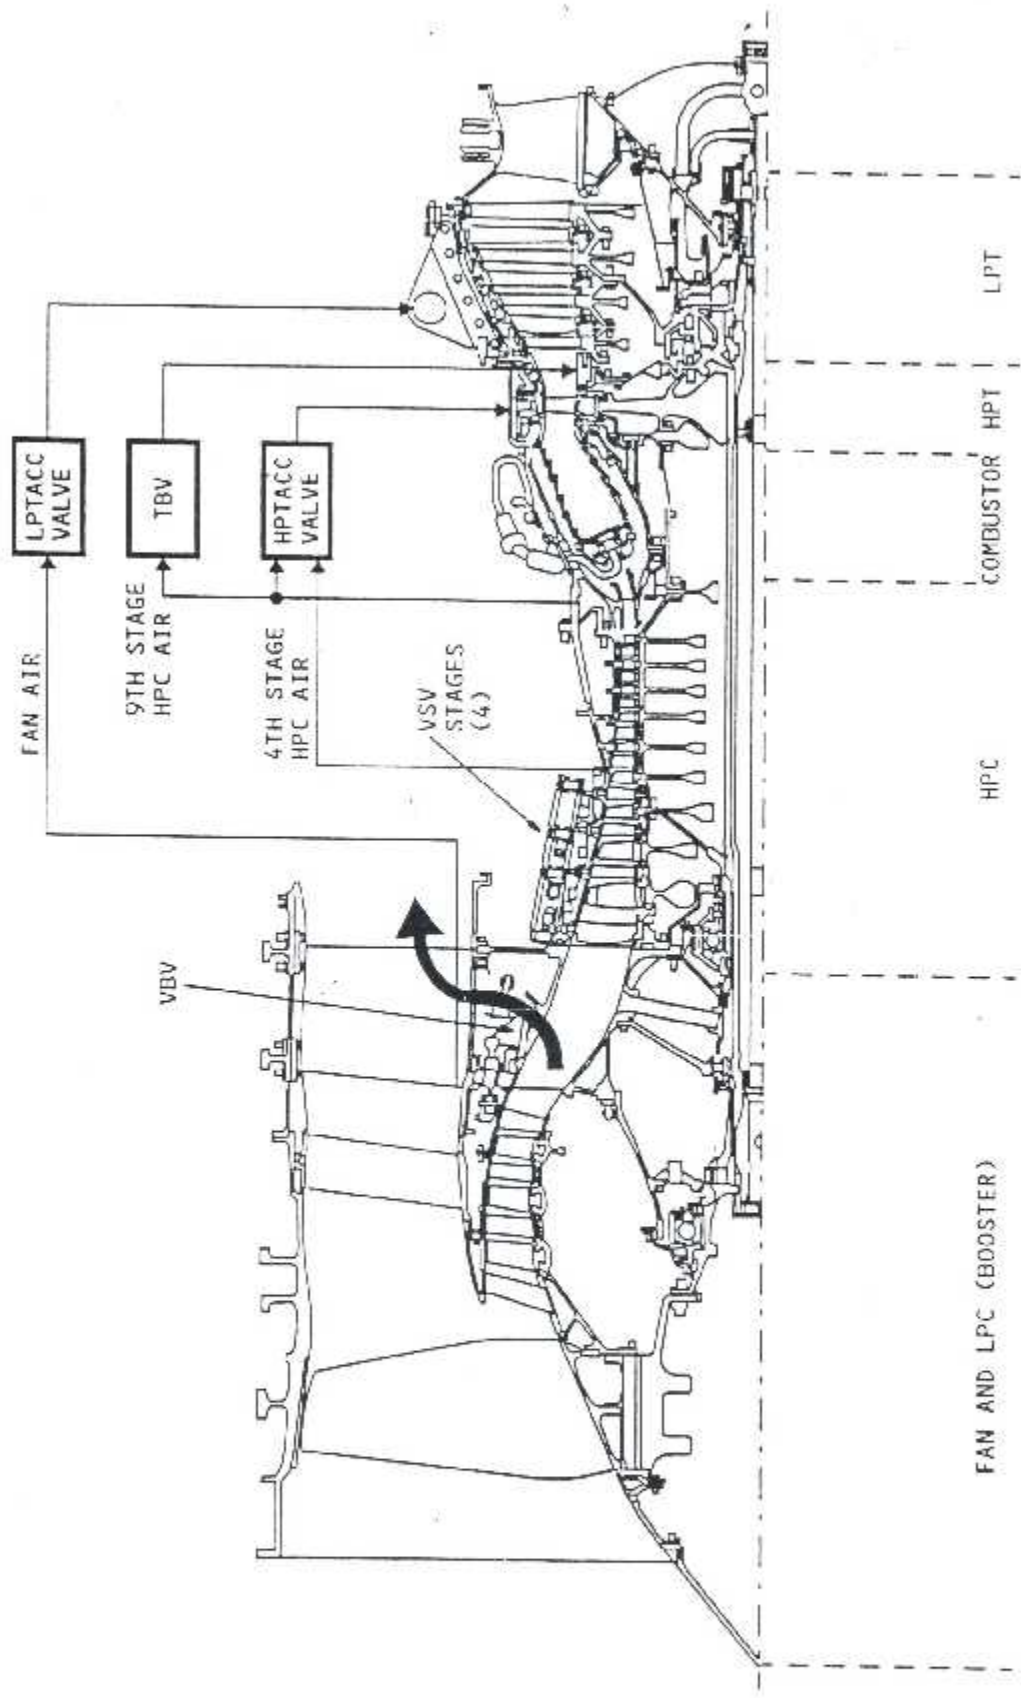 LPTACC
VALVE
TBV
HPTACC
VALVE
FAN AIR
9TH STAGE
HPC AIR
4TH STAGE
HPC AIR
VSV
STAGES
(4)
VBV
FAN AND LPC (BOOSTER)
HPC
COMBUSTOR
HPT
LPT